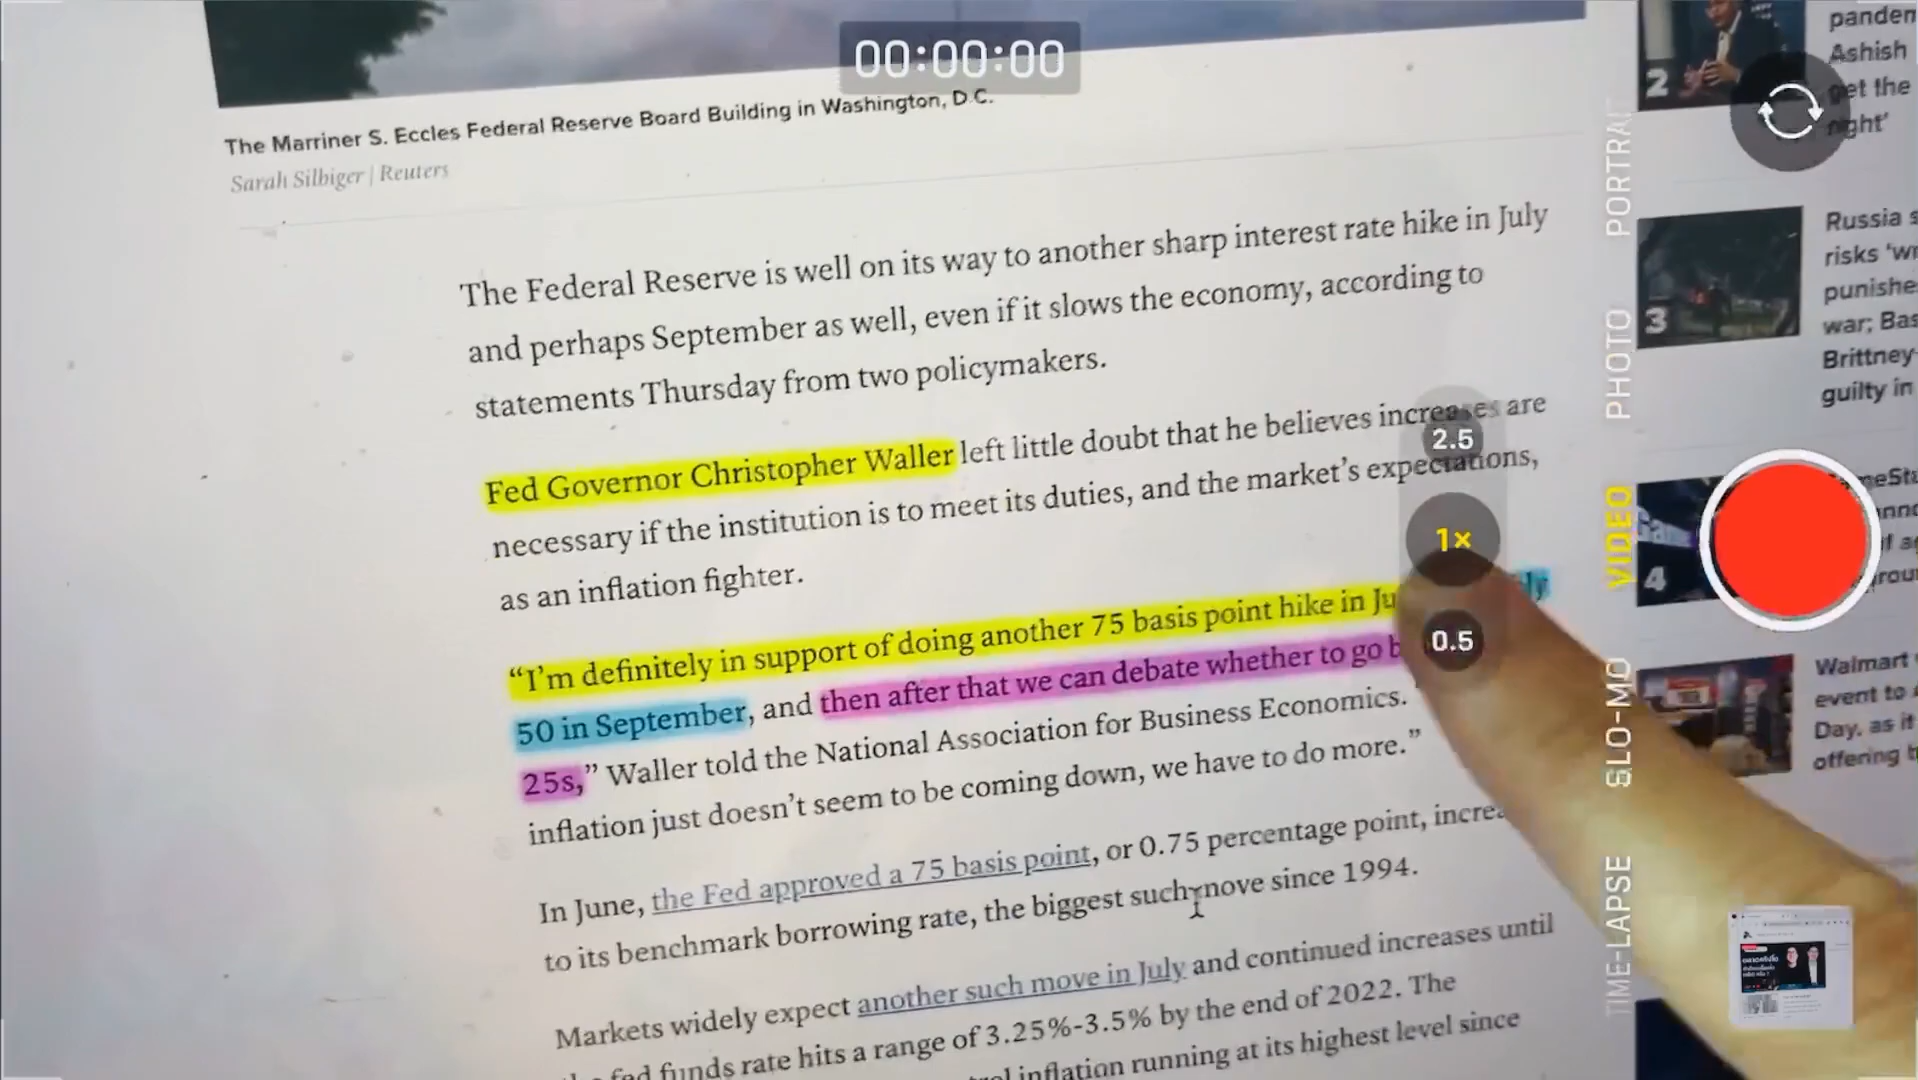 00:00:00
The Marriner S. Eccles Federal Reserve Board Building in Washington, D.C.
Sarah Silbiger | Reuters
The Federal Reserve is well on its way to another sharp interest rate hike in July
and perhaps September as well, even if it slows the economy, according to
statements Thursday from two policymakers.
Fed Governor Christopher Waller left little doubt that he believes increases are
necessary if the institution is to meet its duties, and the market's expectations,
as an inflation fighter.
“I'm definitely in support of doing another 75 basis point hike in
50 in September, and then after that we can debate whether to go
25s,” Waller told the National Association for Business Economics.
inflation just doesn't seem to be coming down, we have to do more.”
In June, the Fed approved a 75 basis point, or 0.75 percentage point,
to its benchmark borrowing rate, the biggest such move since 1994.
Markets widely expect another such move in July and continued increases until
fed funds rate hits a range of 3.25%-3.5% by the end of 2022. The
inflation running at its highest level since
2.5
1×
0.5
PORTRAIT
PHOTO
VIDEO
SLO-MO
TIME-LAPSE
2
Ashish
get the
night'
3
Russia
risks
war;
Brittney
guilty in
4
Walmart
event to
Day, as it
offering